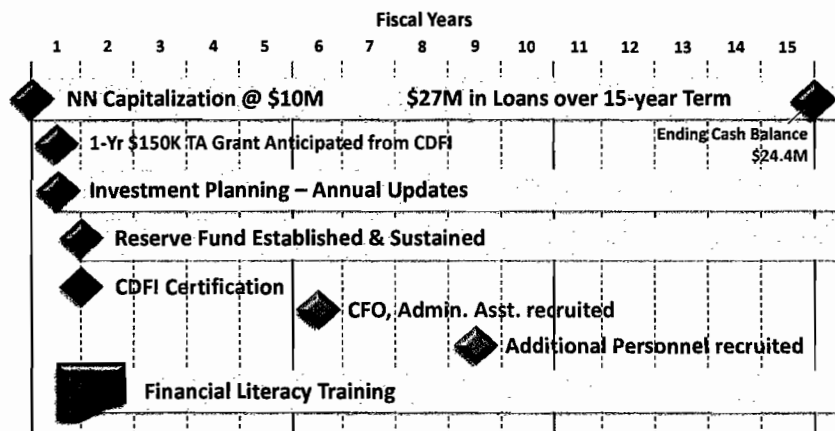 Fiscal Years
1 2 3 4 5 6 7 8 9 10 11 12 13 14 15
NN Capitalization @ $10M $27M in Loans over 15-year Term
Ending Cash Balance
$24.4M
1-Yr $150K TA Grant Anticipated from CDFI
Investment Planning – Annual Updates
Reserve Fund Established & Sustained
CDFI Certification
CFO, Admin. Asst. recruited
Additional Personnel recruited
Financial Literacy Training